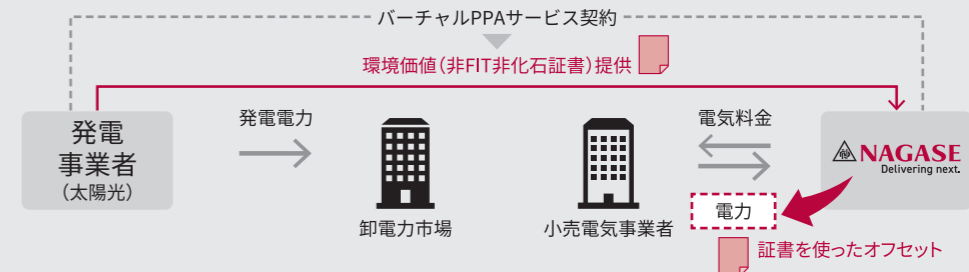 バーチャルPPAサービス契約
環境価値（非FIT非化石証書）提供
発電
事業者
（太陽光）
発電電力
卸電力市場
小売電気事業者
電気料金
電力
NAGASE
Delivering next.
証書を使ったオフセット